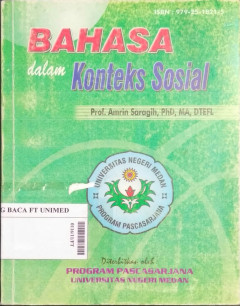 BAHASA
dalam Konteks Sosial
Prof. Amrin Saragih, PhD, MA, DTEFL
UNIVERSITAS NEGERI MEDAN
PROGRAM PASCASARJANA
G BACA FT UNIMED
Diterbitkan oleh
PROGRAM PASCASARJANA
UNIVERSITAS NEGERI MEDAN